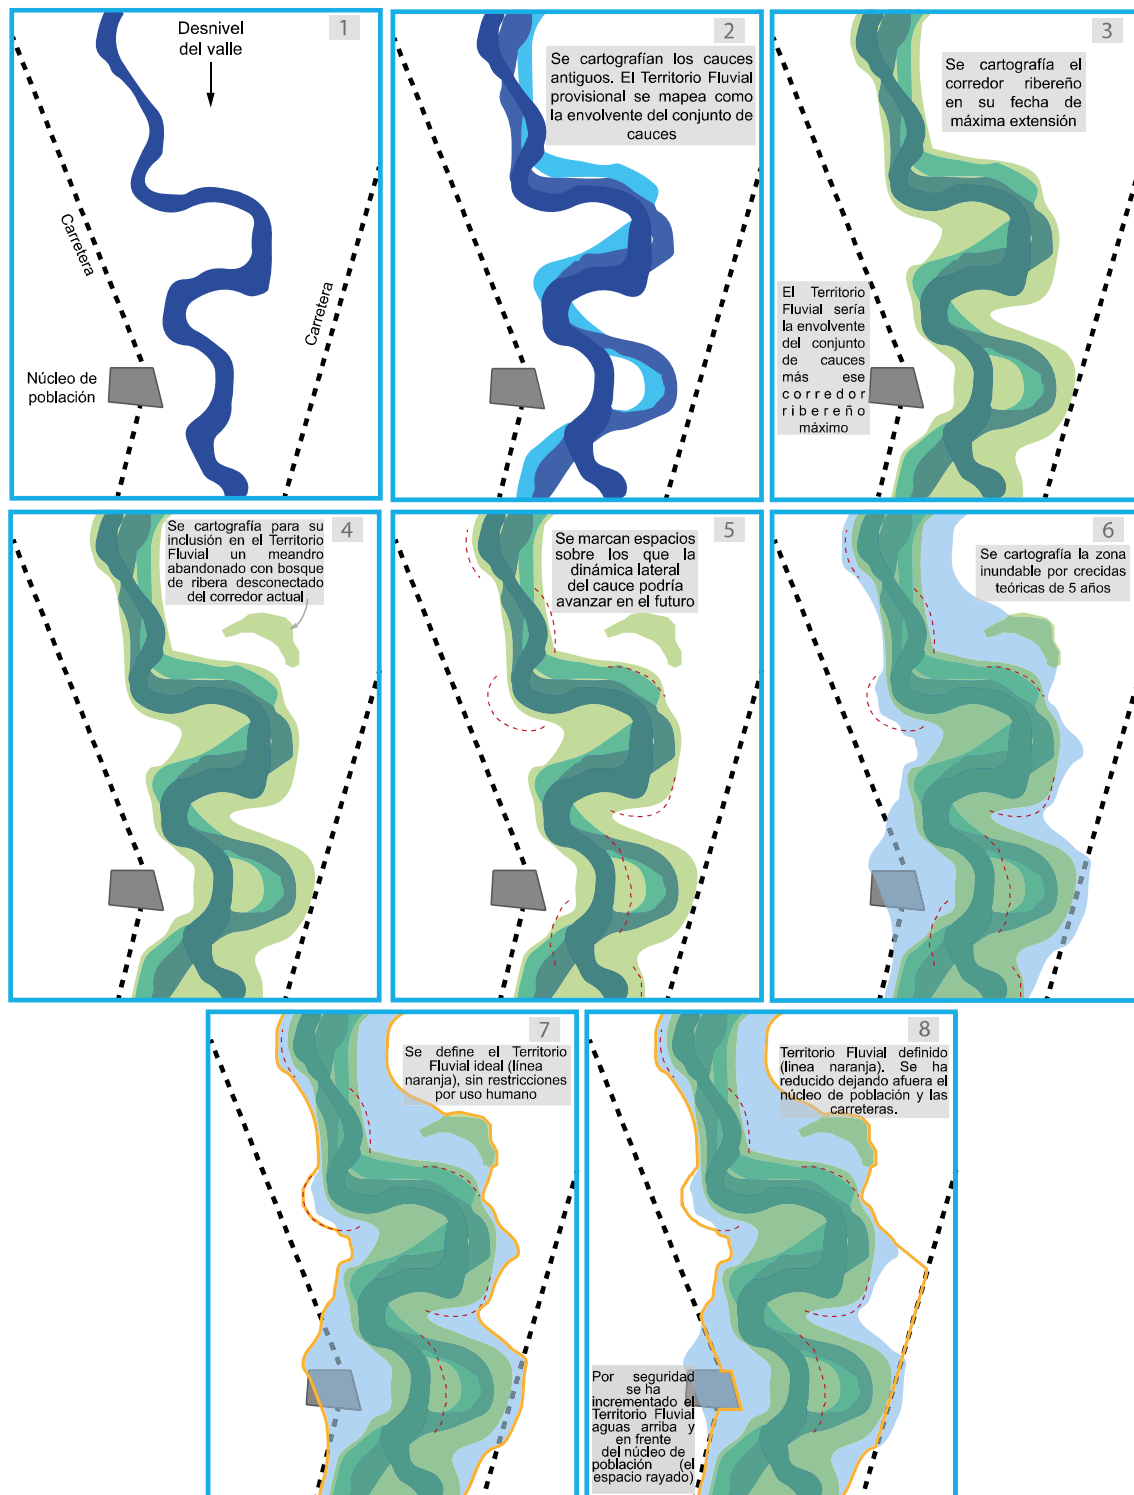 1
Desnivel
del valle
Carretera
Carretera
Núcleo de
población
2
Se cartografían los cauces
antiguos. El Territorio Fluvial
provisional se mapea como
la envolvente del conjunto de
cauces
3
Se cartografía el
corredor ribereño
en su fecha de
máxima extensión
El Territorio
Fluvial sería
la envolvente
del conjunto
de cauces
más ese
corredor
ribereño
máximo
4
Se cartografía para su
inclusión en el Territorio
Fluvial un meandro
abandonado con bosque
de ribera desconectado
del corredor actual
5
Se marcan espacios
sobre los que la
dinámica lateral
del cauce podría
avanzar en el futuro
6
Se cartografía la zona
inundable por crecidas
teóricas de 5 años
7
Se define el Territorio
Fluvial ideal (línea
naranja), sin restricciones
por uso humano
8
Territorio Fluvial definido
(linea naranja). Se ha
reducido dejando afuera el
núcleo de población y las
carreteras.
Por seguridad
se ha
incrementado el
Territorio Fluvial
aguas arriba y
en frente
del núcleo de
población (el
espacio rayado)